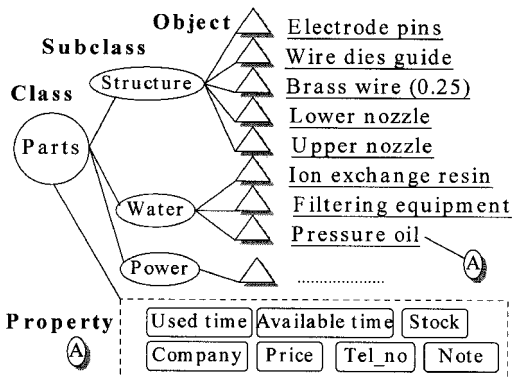 Object
Electrode pins
Subclass
Wire dies guide
Structure
Brass wire (0.25)
Class
Lower nozzle
Parts
Upper nozzle
Ion exchange resin
Water
Filtering equipment
Pressure oil
A
Power
....................
Property
A
Used time
Available time
Stock
Company
Price
Tel_no
Note